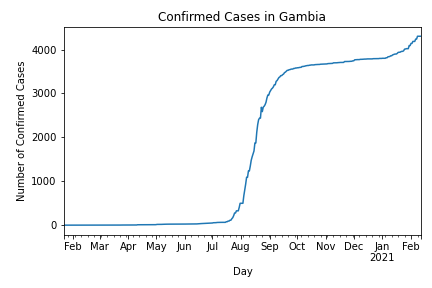 Confirmed Cases in Gambia
Number of Confirmed Cases
4000
3000
2000
1000
0
Feb Mar Apr May Jun Jul Aug Sep Oct Nov Dec Jan Feb
2021
Day